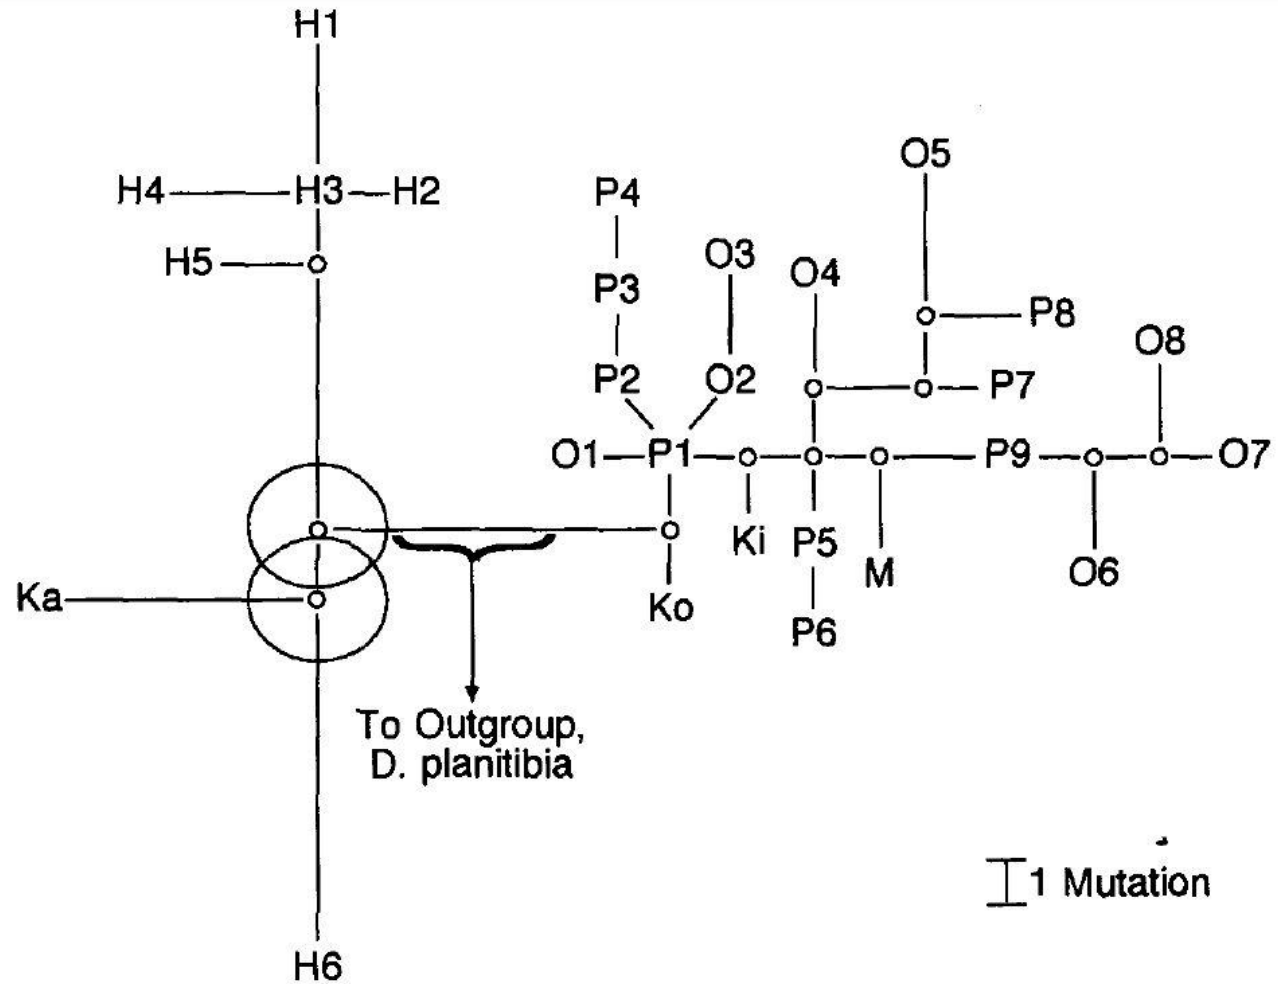 H1
H4 H3 H2
H5
P4
O5
O3
O4
P3
P8
O8
P2 O2
P7
O1 P1 P9 O7
Ki P5
M O6
Ka
Ko
P6
To Outgroup,
D. planitibia
1 Mutation
H6